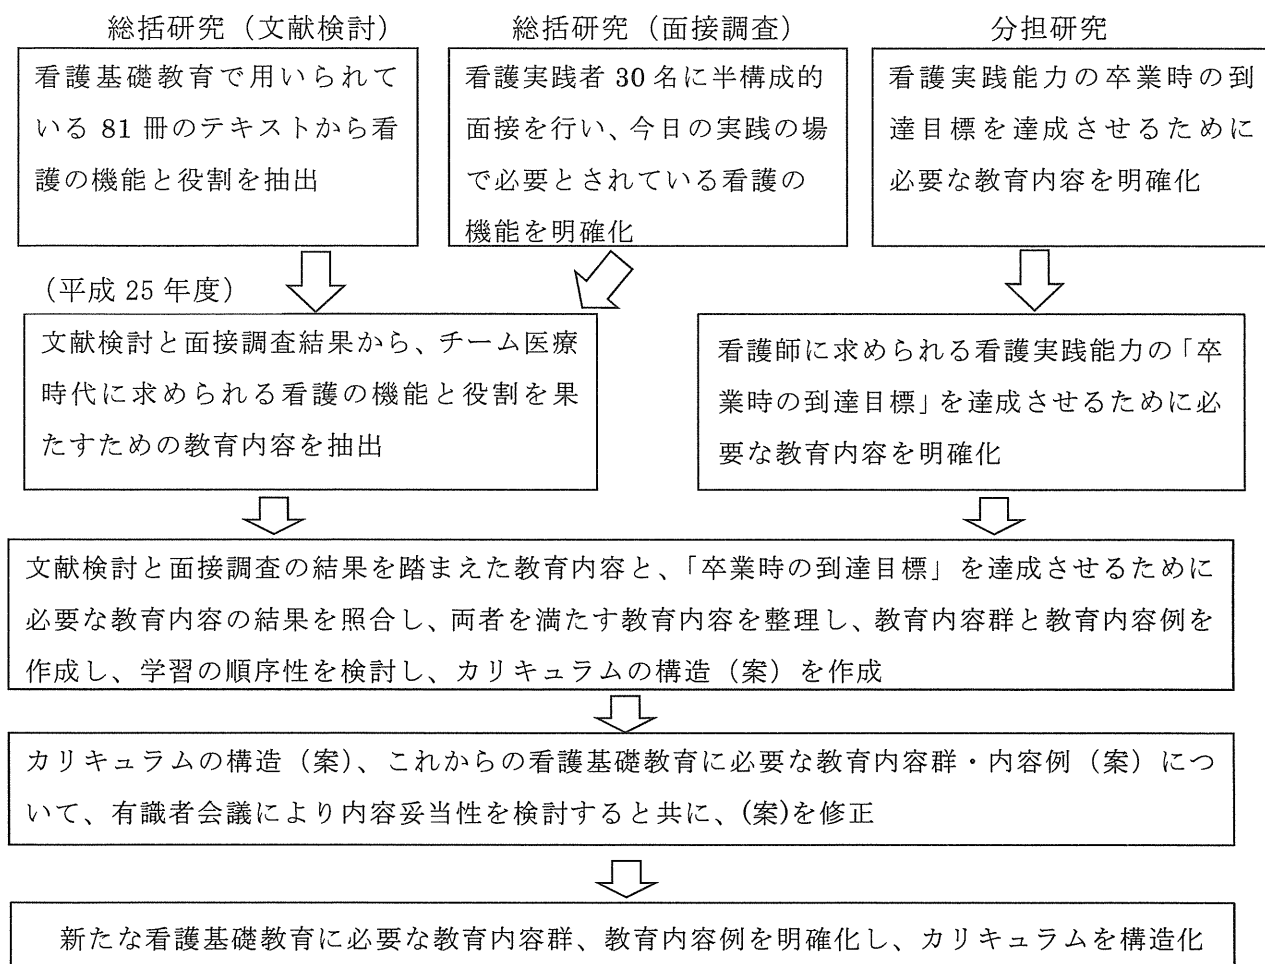 総括研究（文献検討）
看護基礎教育で用いられて
いる 81 冊のテキストから看
護の機能と役割を抽出
総括研究（面接調査）
看護実践者 30 名に半構成的
面接を行い、今日の実践の場
で必要とされている看護の
機能を明確化
分担研究
看護実践能力の卒業時の到
達目標を達成させるために
必要な教育内容を明確化
（平成 25 年度）
文献検討と面接調査結果から、チーム医療
時代に求められる看護の機能と役割を果
たすための教育内容を抽出
看護師に求められる看護実践能力の「卒
業時の到達目標」を達成させるために必
要な教育内容を明確化
文献検討と面接調査の結果を踏まえた教育内容と、「卒業時の到達目標」を達成させるために
必要な教育内容の結果を照合し、両者を満たす教育内容を整理し、教育内容群と教育内容例を
作成し、学習の順序性を検討し、カリキュラムの構造（案）を作成
カリキュラムの構造（案）、これからの看護基礎教育に必要な教育内容群・内容例（案）につ
いて、有識者会議により内容妥当性を検討すると共に、(案)を修正
新たな看護基礎教育に必要な教育内容群、教育内容例を明確化し、カリキュラムを構造化